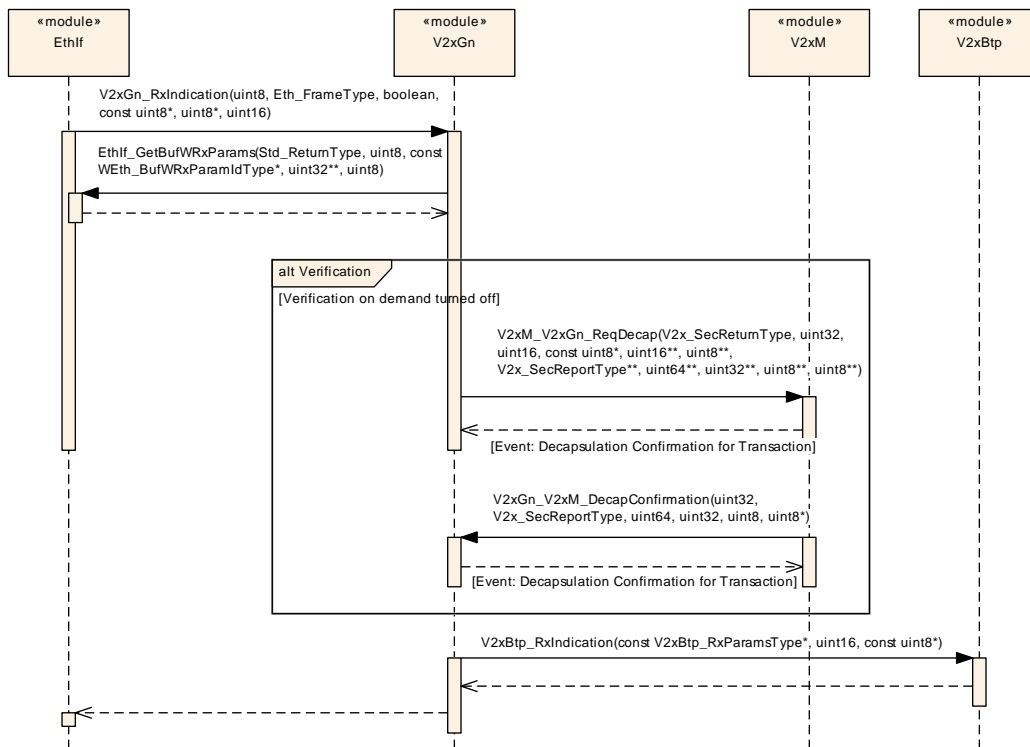 «module»
EthIf
«module»
V2xGn
«module»
V2xM
«module»
V2xBtp
V2xGn_RxIndication(uint8, Eth_FrameType, boolean,
const uint8*, uint8*, uint16)
EthIf_GetBufWRxParams(Std_ReturnType, uint8, const
WEth_BufWRxParamIdType*, uint32**, uint8)
alt Verification
[Verification on demand turned off]
V2xM_V2xGn_ReqDecap(V2x_SecReturnType, uint32,
uint16, const uint8*, uint16**, uint8**,
V2x_SecReportType**, uint64**, uint32**, uint8**, uint8**)
[Event: Decapsulation Confirmation for Transaction]
V2xGn_V2xM_DecapConfirmation(uint32,
V2x_SecReportType, uint64, uint32, uint8, uint8*)
[Event: Decapsulation Confirmation for Transaction]
V2xBtp_RxIndication(const V2xBtp_RxParamsType*, uint16, const uint8*)